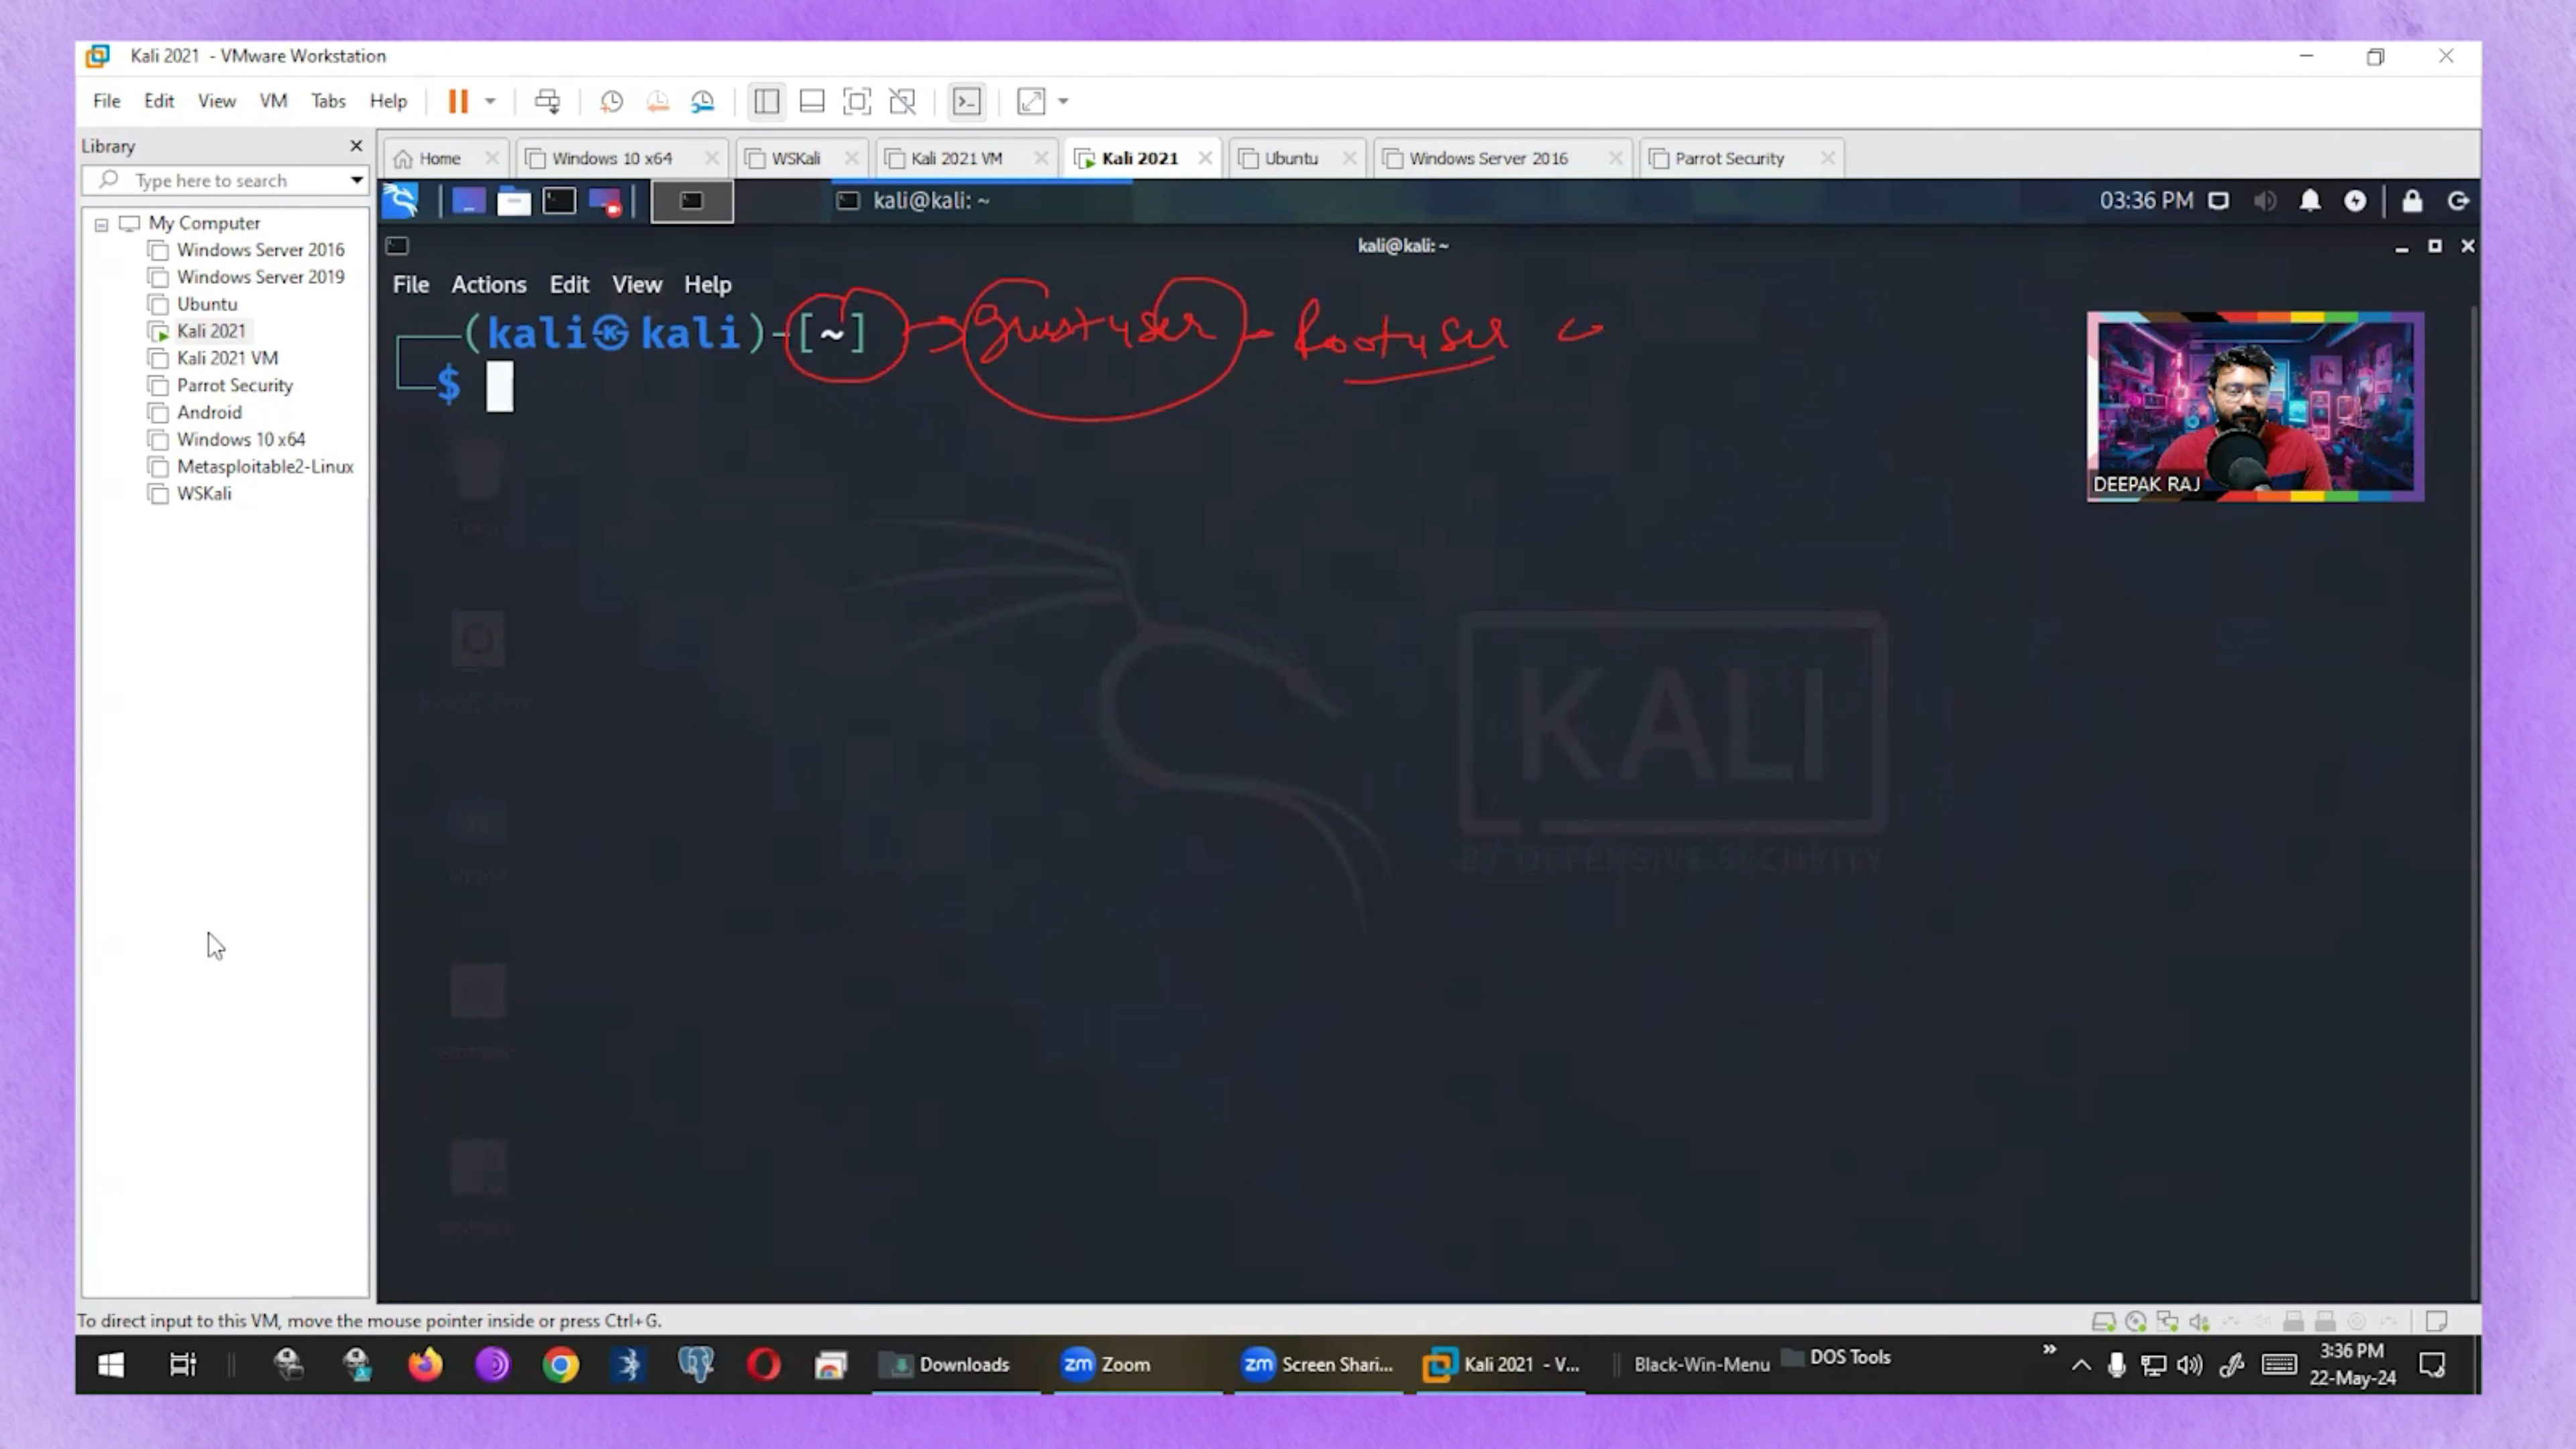 Kali 2021 - VMware Workstation
File Edit View VM Tabs Help
Library
Type here to search
My Computer
Windows Server 2016
Windows Server 2019
Ubuntu
Kali 2021
Kali 2021 VM
Parrot Security
Android
Windows 10 x64
Metasploitable2-Linux
WSKali
Home Windows 10 x64 WSKali Kali 2021 VM Kali 2021 Ubuntu Windows Server 2016 Parrot Security
kali@kali: ~ 03:36 PM
kali@kali: ~
File Actions Edit View Help
(kali㉿kali)-[~] guestuser Rootuser
$
DEEPAK RAJ
KALI
BY OFFENSIVE SECURITY
To direct input to this VM, move the mouse pointer inside or press Ctrl+G.
Downloads zm Zoom zm Screen Shari... Kali 2021 - V... Black-Win-Menu DOS Tools
3:36 PM
22-May-24